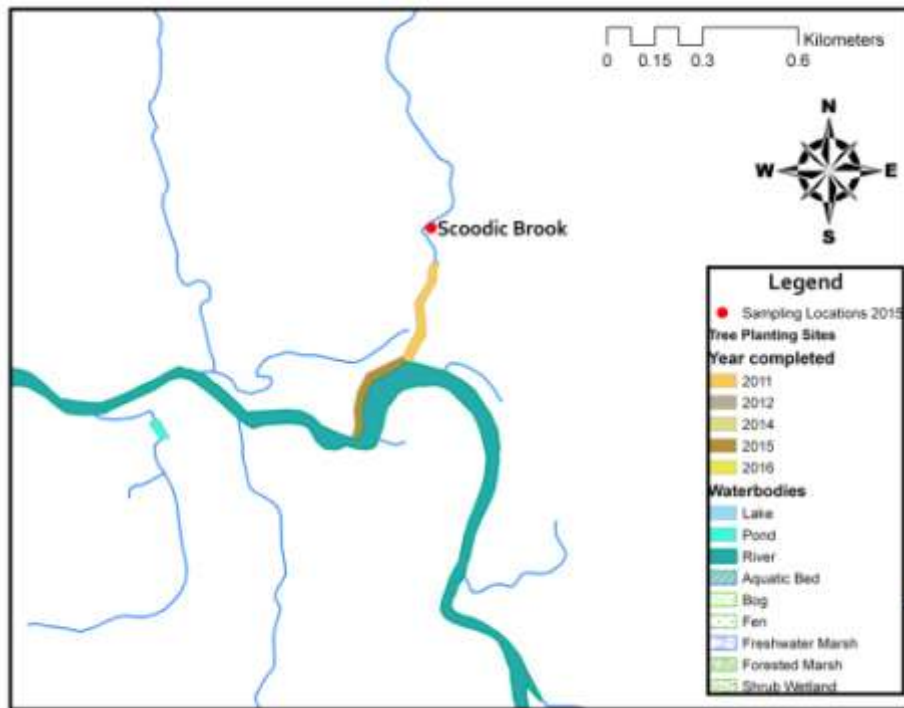 Kilometers
0 0.15 0.3 0.6
N
W E
S
Scoodic Brook
Legend
Sampling Locations 2015
Tree Planting Sites
Year completed
2011
2012
2014
2015
2016
Waterbodies
Lake
Pond
River
Aquatic Bed
Bog
Fen
Freshwater Marsh
Forested Marsh
Shrub Wetland